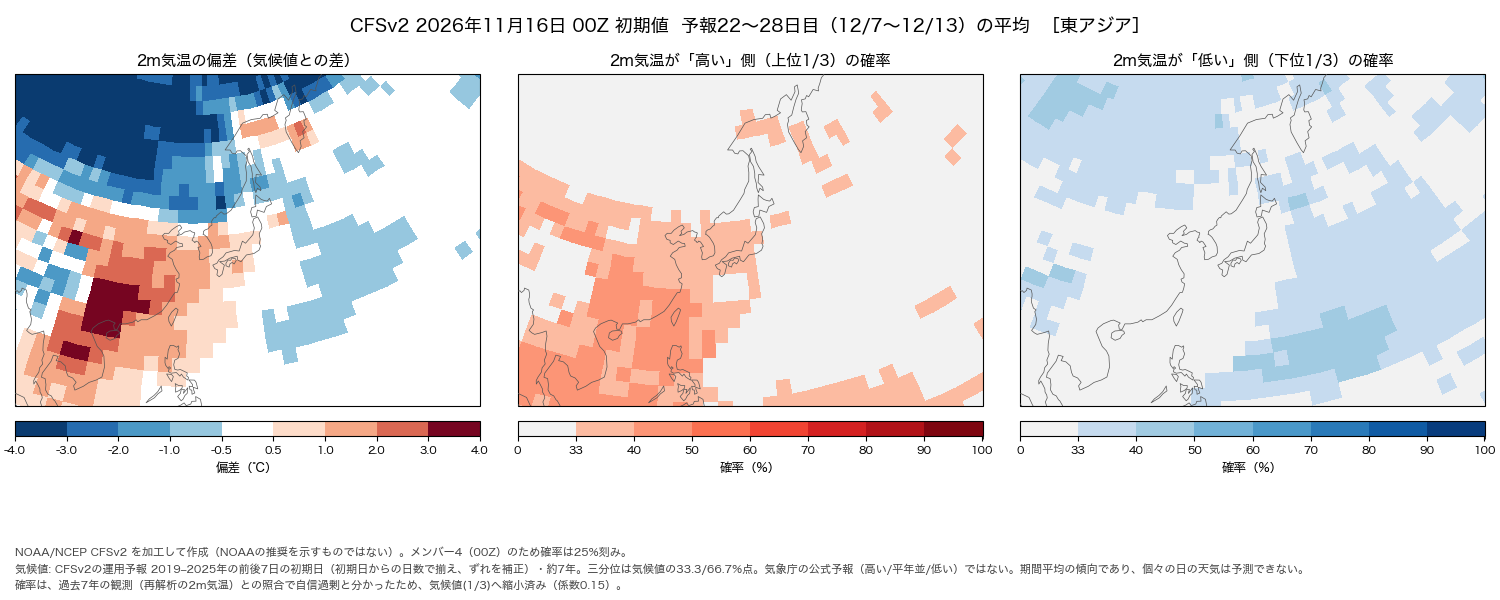 CFSv2 2026年11月16日 00Z 初期値 予報22〜28日目（12/7〜12/13）の平均 ［東アジア］
2m気温の偏差（気候値との差）
2m気温が「高い」側（上位1/3）の確率
2m気温が「低い」側（下位1/3）の確率
-4.0 -3.0 -2.0 -1.0 -0.5 0.5 1.0 2.0 3.0 4.0
偏差（℃）
0 33 40 50 60 70 80 90 100
確率（%）
0 33 40 50 60 70 80 90 100
確率（%）
NOAA/NCEP CFSv2 を加工して作成（NOAAの推奨を示すものではない）。メンバー4（00Z）のため確率は25%刻み。
気候値: CFSv2の運用予報 2019–2025年の前後7日の初期日（初期日からの日数で揃え、ずれを補正）・約7年。三分位は気候値の33.3/66.7%点。気象庁の公式予報（高い/平年並/低い）ではない。期間平均の傾向であり、個々の日の天気は予測できない。
確率は、過去7年の観測（再解析の2m気温）との照合で自信過剰と分かったため、気候値(1/3)へ縮小済み（係数0.15）。